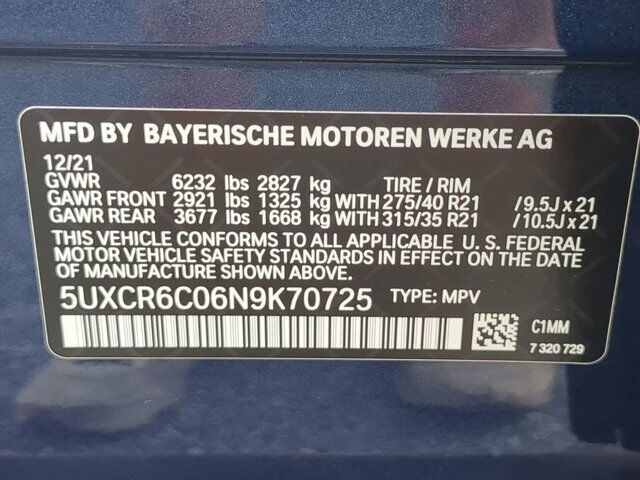 MFD BY BAYERISCHE MOTOREN WERKE AG
12/21
GVWR 6232 lbs 2827 kg TIRE / RIM
GAWR FRONT 2921 lbs 1325 kg WITH 275/40 R21 /9.5J x 21
GAWR REAR 3677 lbs 1668 kg WITH 315/35 R21 /10.5J x 21
THIS VEHICLE CONFORMS TO ALL APPLICABLE U. S. FEDERAL
MOTOR VEHICLE SAFETY STANDARDS IN EFFECT ON THE DATE
OF MANUFACTURE SHOWN ABOVE.
5UXCR6C06N9K70725 TYPE: MPV
C1MM
7 320 729